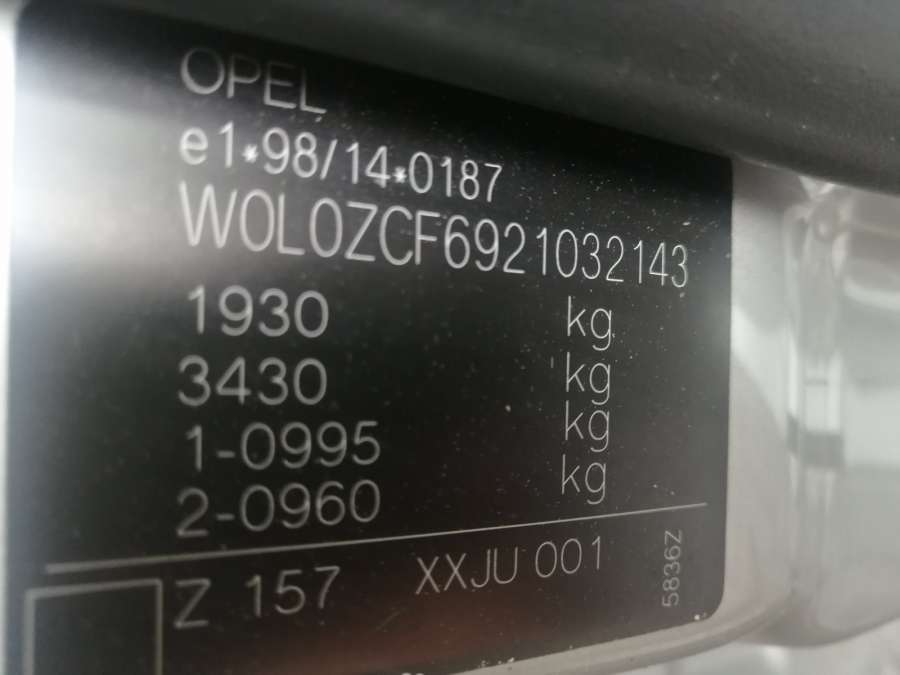 OPEL
e1*98/14*0187
W0L0ZCF6921032143
1930 kg
3430 kg
1-0995 kg
2-0960 kg
Z 157 XXJU 001
5836Z